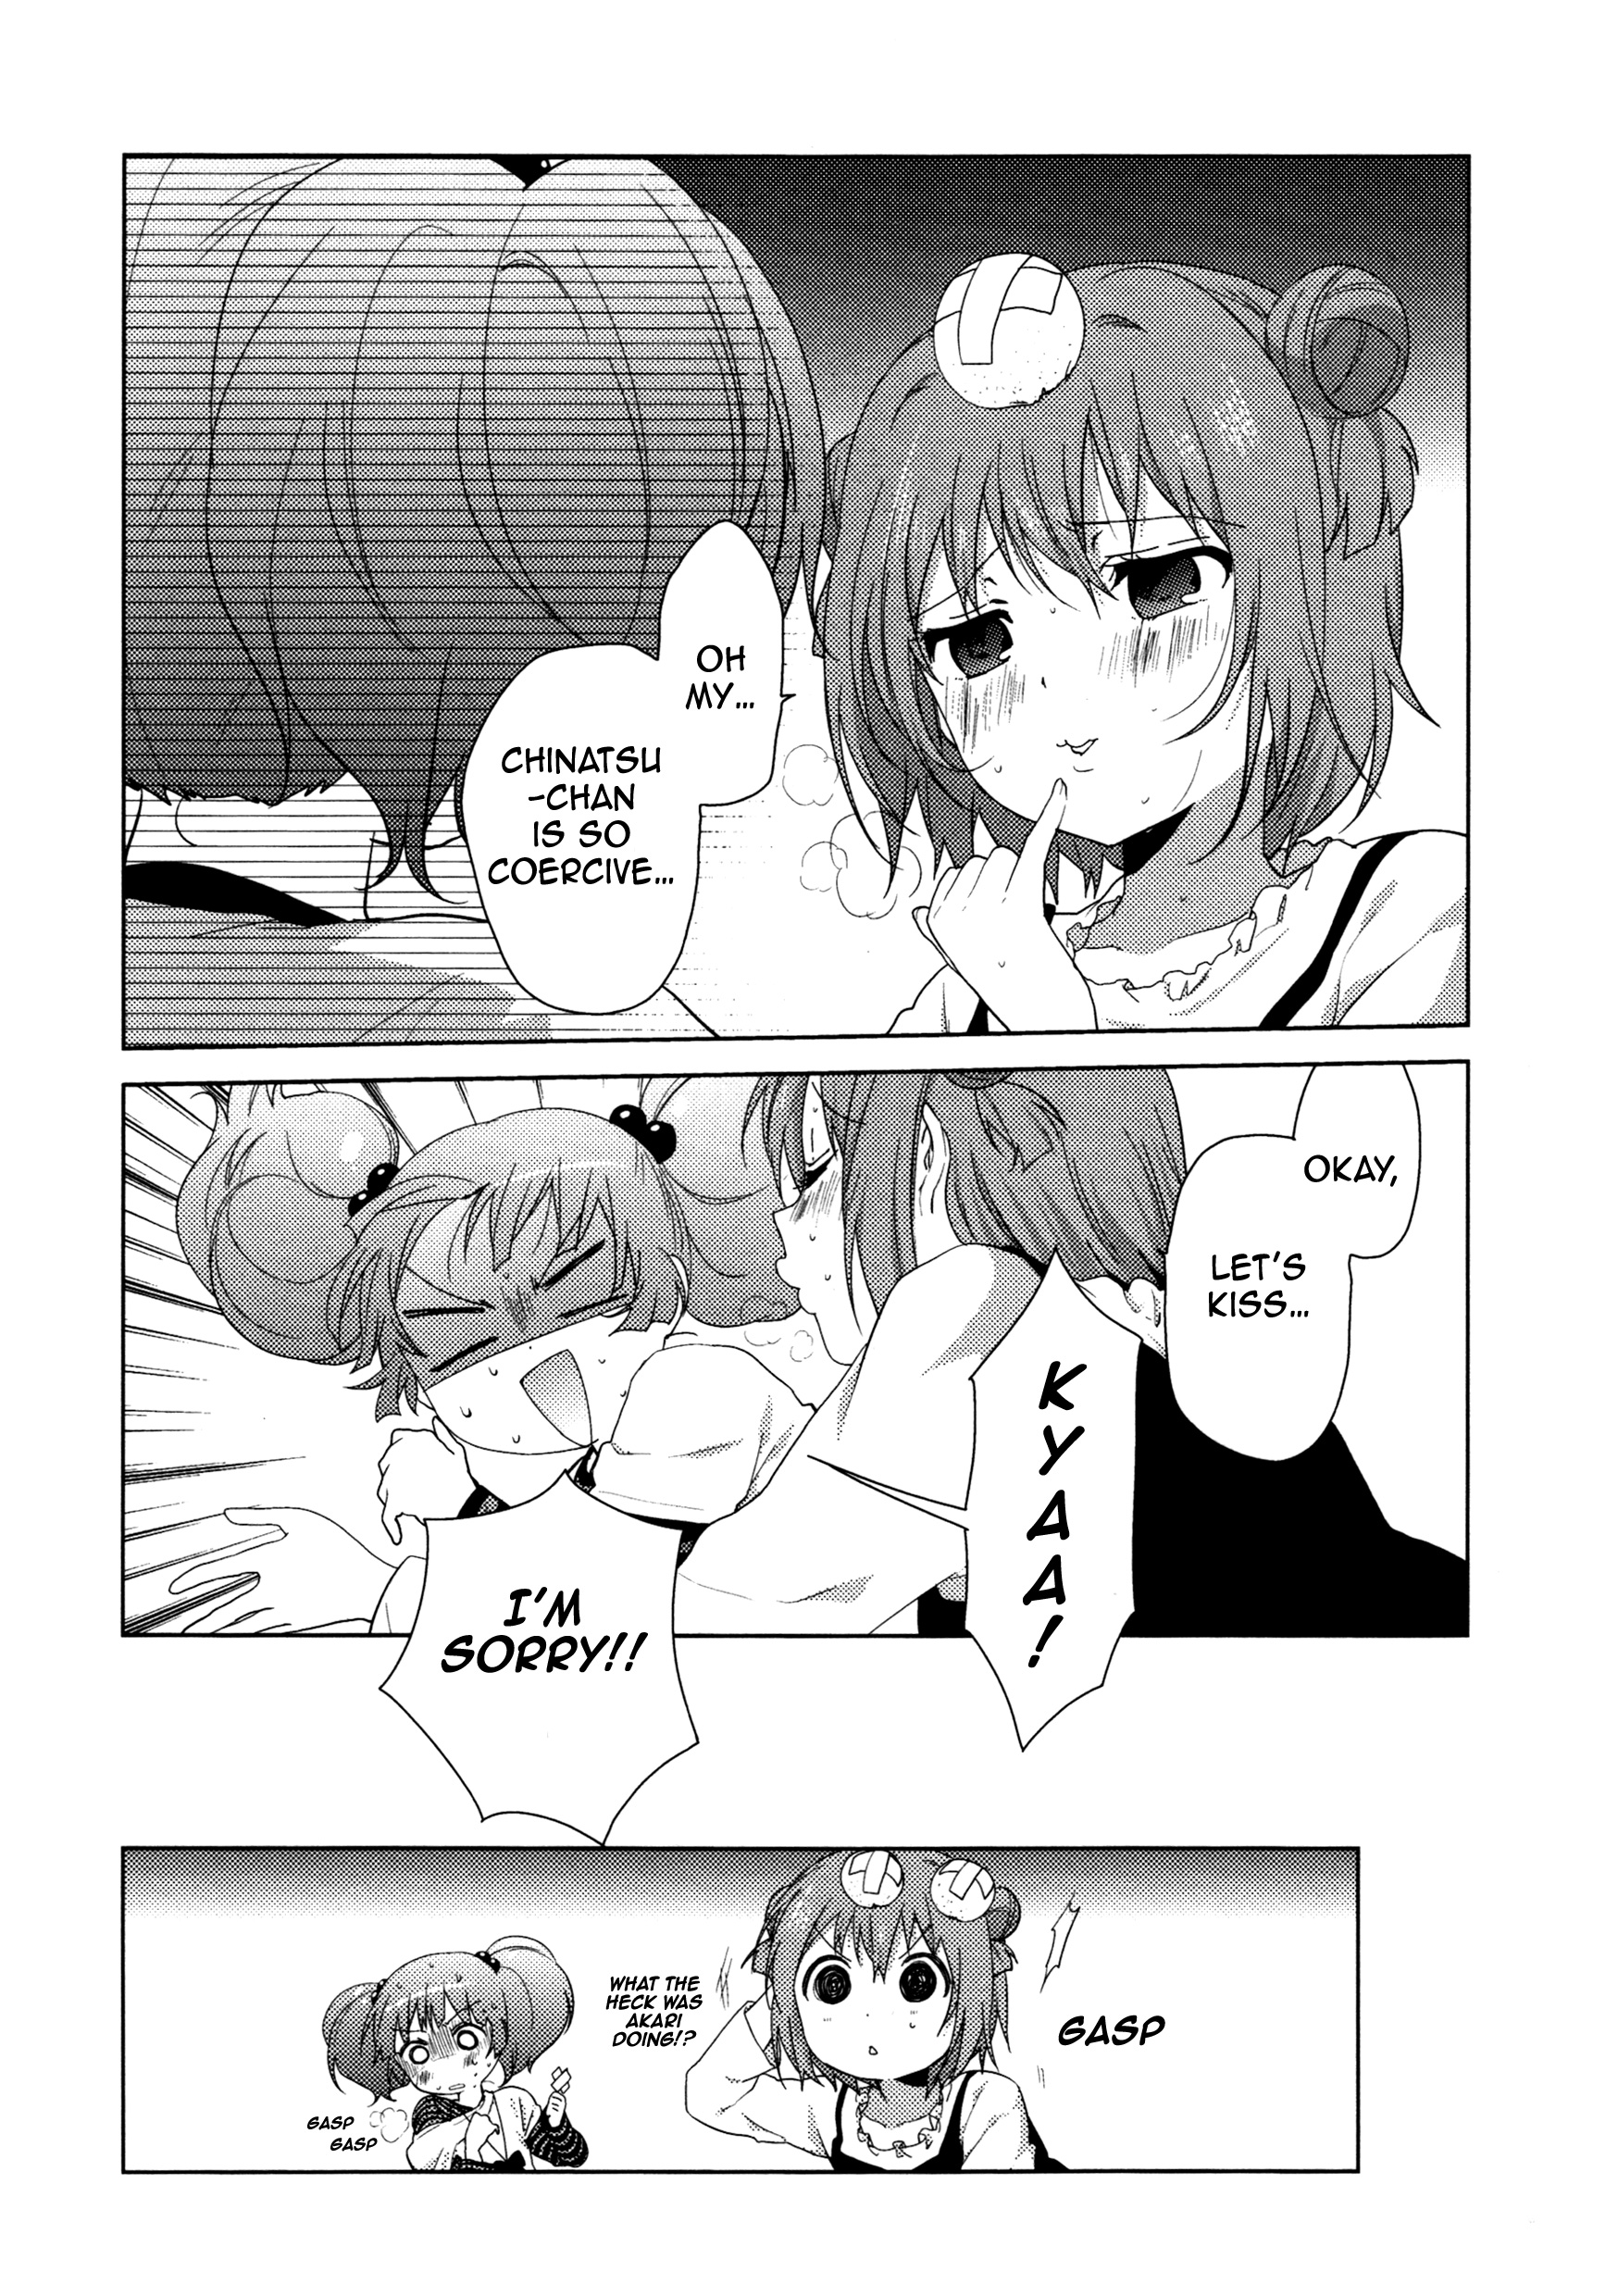 OH
MY...
CHINATSU
-CHAN
IS SO
COERCIVE...
OKAY,
LET'S
KISS...
KYAA!
I'M
SORRY!!
GASP
WHAT THE
HECK WAS
AKARI
DOING!?
GASP
GASP